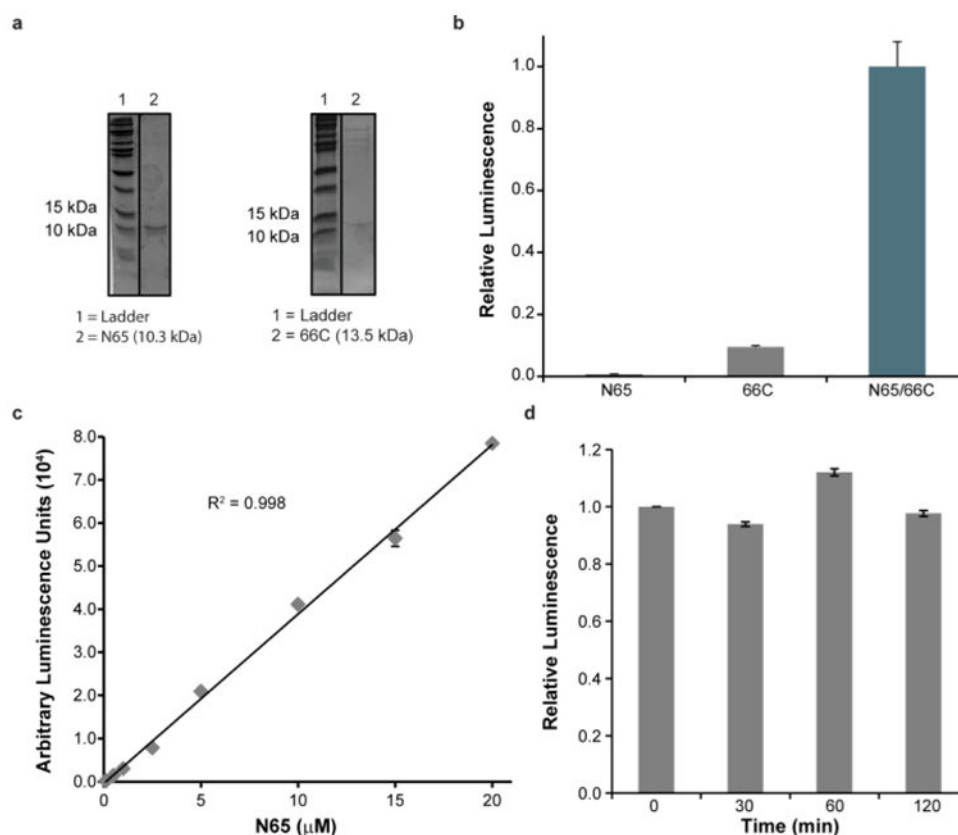 a
1 2
15 kDa
10 kDa
1 = Ladder
2 = N65 (10.3 kDa)
1 2
15 kDa
10 kDa
1 = Ladder
2 = 66C (13.5 kDa)
b
Relative Luminescence
1.0
0.8
0.6
0.4
0.2
0.0
N65 66C N65/66C
c
Arbitrary Luminescence Units (10⁴)
8.0
7.0
6.0
5.0
4.0
3.0
2.0
1.0
0.0
R² = 0.998
0 5 10 15 20
N65 (μM)
d
Relative Luminescence
1.2
1.0
0.8
0.6
0.4
0.2
0.0
0 30 60 120
Time (min)